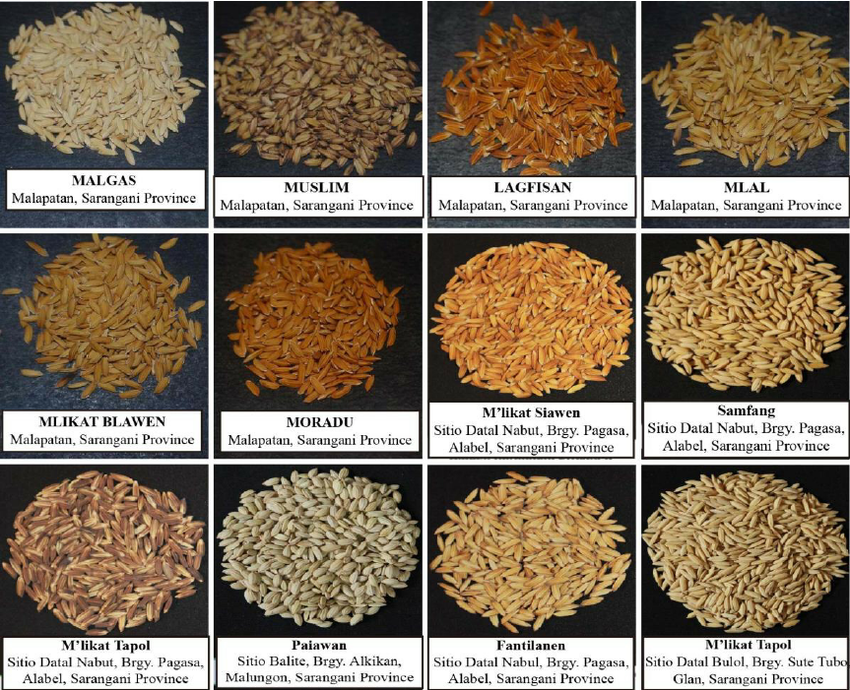 MALGAS
Malapatan, Sarangani Province
MUSLIM
Malapatan, Sarangani Province
LAGFISAN
Malapatan, Sarangani Province
MLAL
Malapatan, Sarangani Province
MLIKAT BLAWEN
Malapatan, Sarangani Province
MORADU
Malapatan, Sarangani Province
M'likat Siawen
Sitio Datal Nabut, Brgy. Pagasa,
Alabel, Sarangani Province
Samfang
Sitio Datal Nabut, Brgy. Pagasa,
Alabel, Sarangani Province
M'likat Tapol
Sitio Datal Nabut, Brgy. Pagasa,
Alabel, Sarangani Province
Paiawan
Sitio Balite, Brgy. Alkikan,
Malungon, Sarangani Province
Fantilanen
Sitio Datal Nabul, Brgy. Pagasa,
Alabel, Sarangani Province
M'likat Tapol
Sitio Datal Bulol, Brgy. Sute Tubo
Glan, Sarangani Province